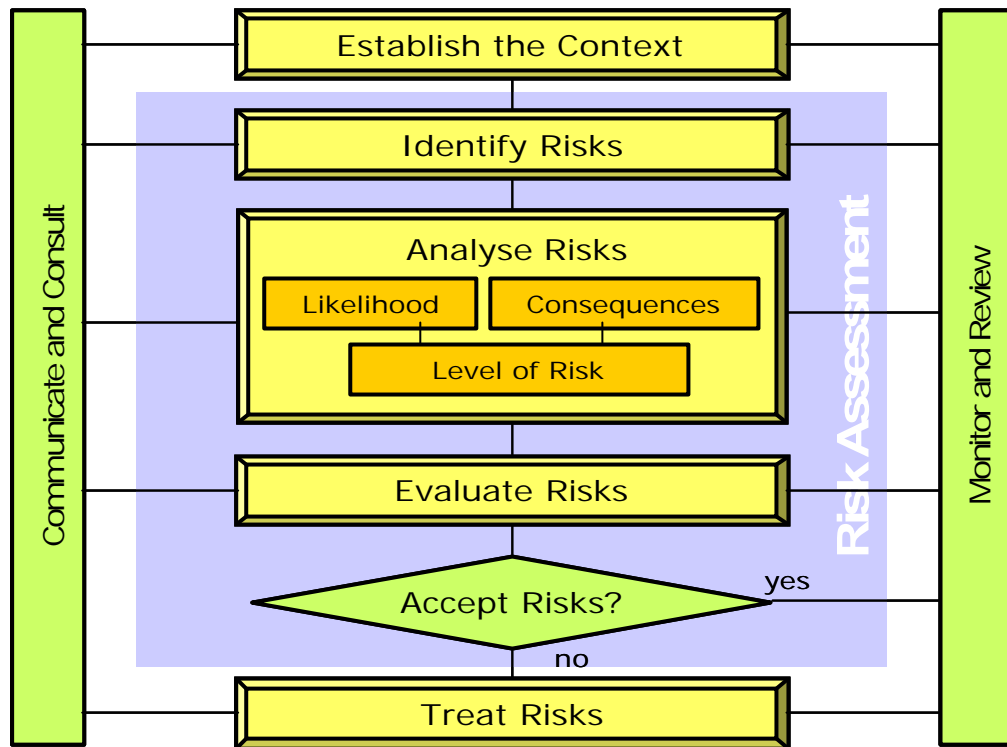 Establish the Context
Identify Risks
Analyse Risks
Likelihood
Consequences
Level of Risk
Evaluate Risks
Accept Risks?
yes
no
Treat Risks
Communicate and Consult
Risk Assessment
Monitor and Review